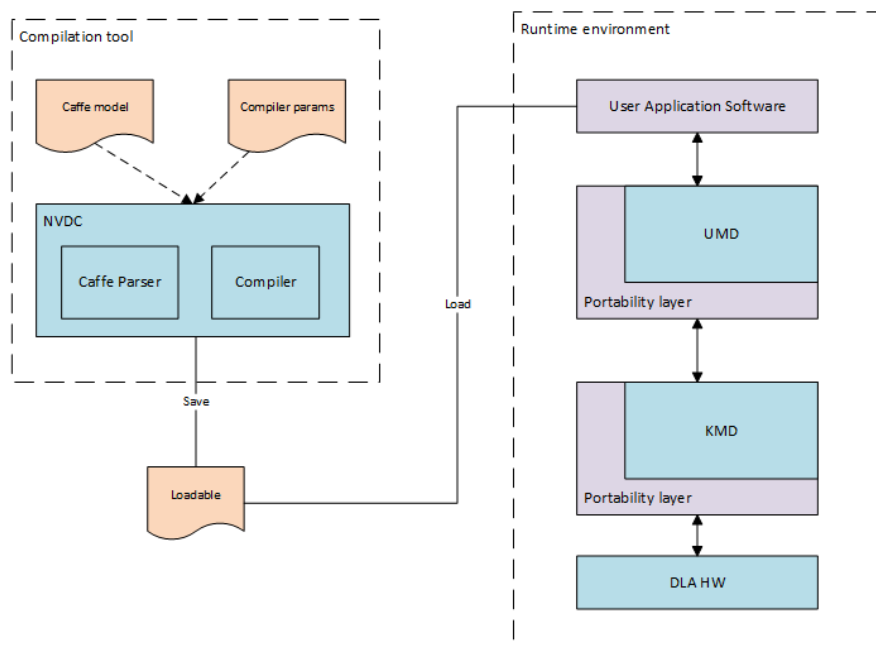 Compilation tool
Caffe model
Compiler params
NVDC
Caffe Parser
Compiler
Save
Loadable
Load
Runtime environment
User Application Software
UMD
Portability layer
KMD
Portability layer
DLA HW